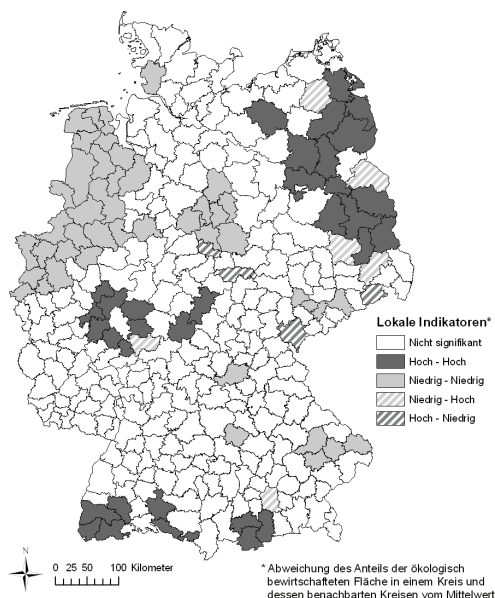 Lokale Indikatoren*
Nicht signifikant
Hoch - Hoch
Niedrig - Niedrig
Niedrig - Hoch
Hoch - Niedrig
N
0 25 50 100 Kilometer
* Abweichung des Anteils der ökologisch
bewirtschafteten Fläche in einem Kreis und
dessen benachbarten Kreisen vom Mittelwert